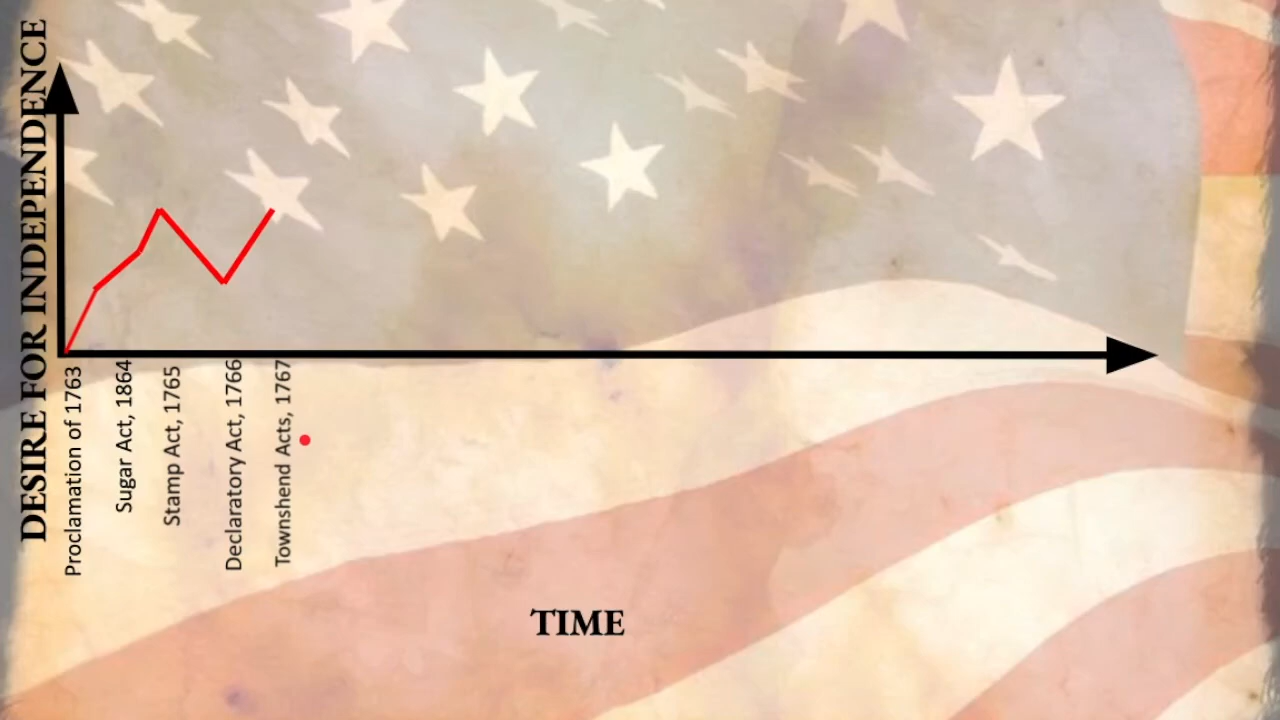 DESIRE FOR INDEPENDENCE
Proclamation of 1763
Sugar Act, 1864
Stamp Act, 1765
Declaratory Act, 1766
Townshend Acts, 1767
TIME